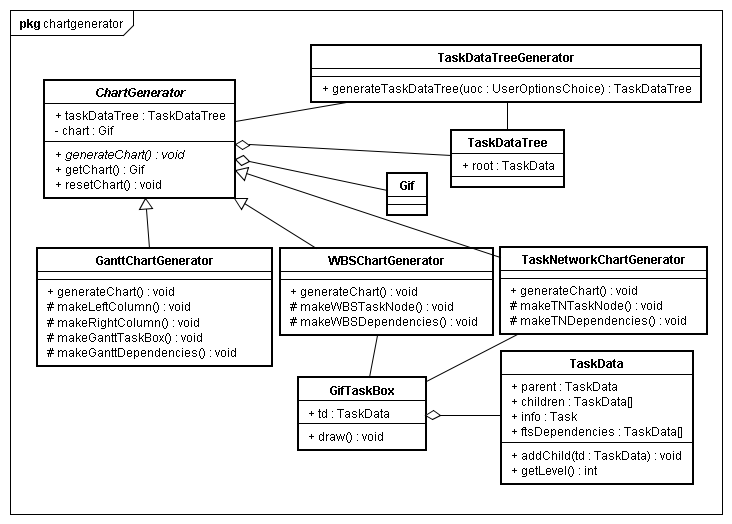 pkg chartgenerator
TaskDataTreeGenerator
+ generateTaskDataTree(uoc : UserOptionsChoice) : TaskDataTree
ChartGenerator
+ taskDataTree : TaskDataTree
- chart : Gif
+ generateChart() : void
+ getChart() : Gif
+ resetChart() : void
TaskDataTree
+ root : TaskData
Gif
GanttChartGenerator
+ generateChart() : void
# makeLeftColumn() : void
# makeRightColumn() : void
# makeGanttTaskBox() : void
# makeGanttDependencies() : void
WBSChartGenerator
+ generateChart() : void
# makeWBSTaskNode() : void
# makeWBSDependencies() : void
TaskNetworkChartGenerator
+ generateChart() : void
# makeTNTaskNode() : void
# makeTNDependencies() : void
GifTaskBox
+ td : TaskData
+ draw() : void
TaskData
+ parent : TaskData
+ children : TaskData[]
+ info : Task
+ ftsDependencies : TaskData[]
+ addChild(td : TaskData) : void
+ getLevel() : int